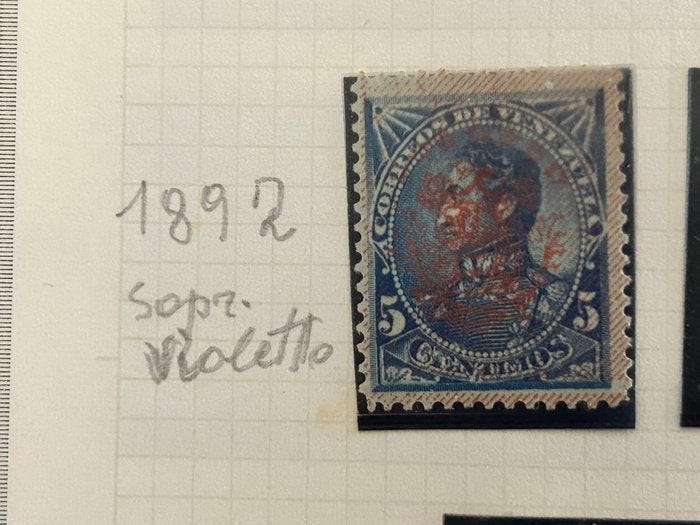 1892
sopr.
violetto
CORREOS DE VENEZUELA
5 5
CENTIMOS